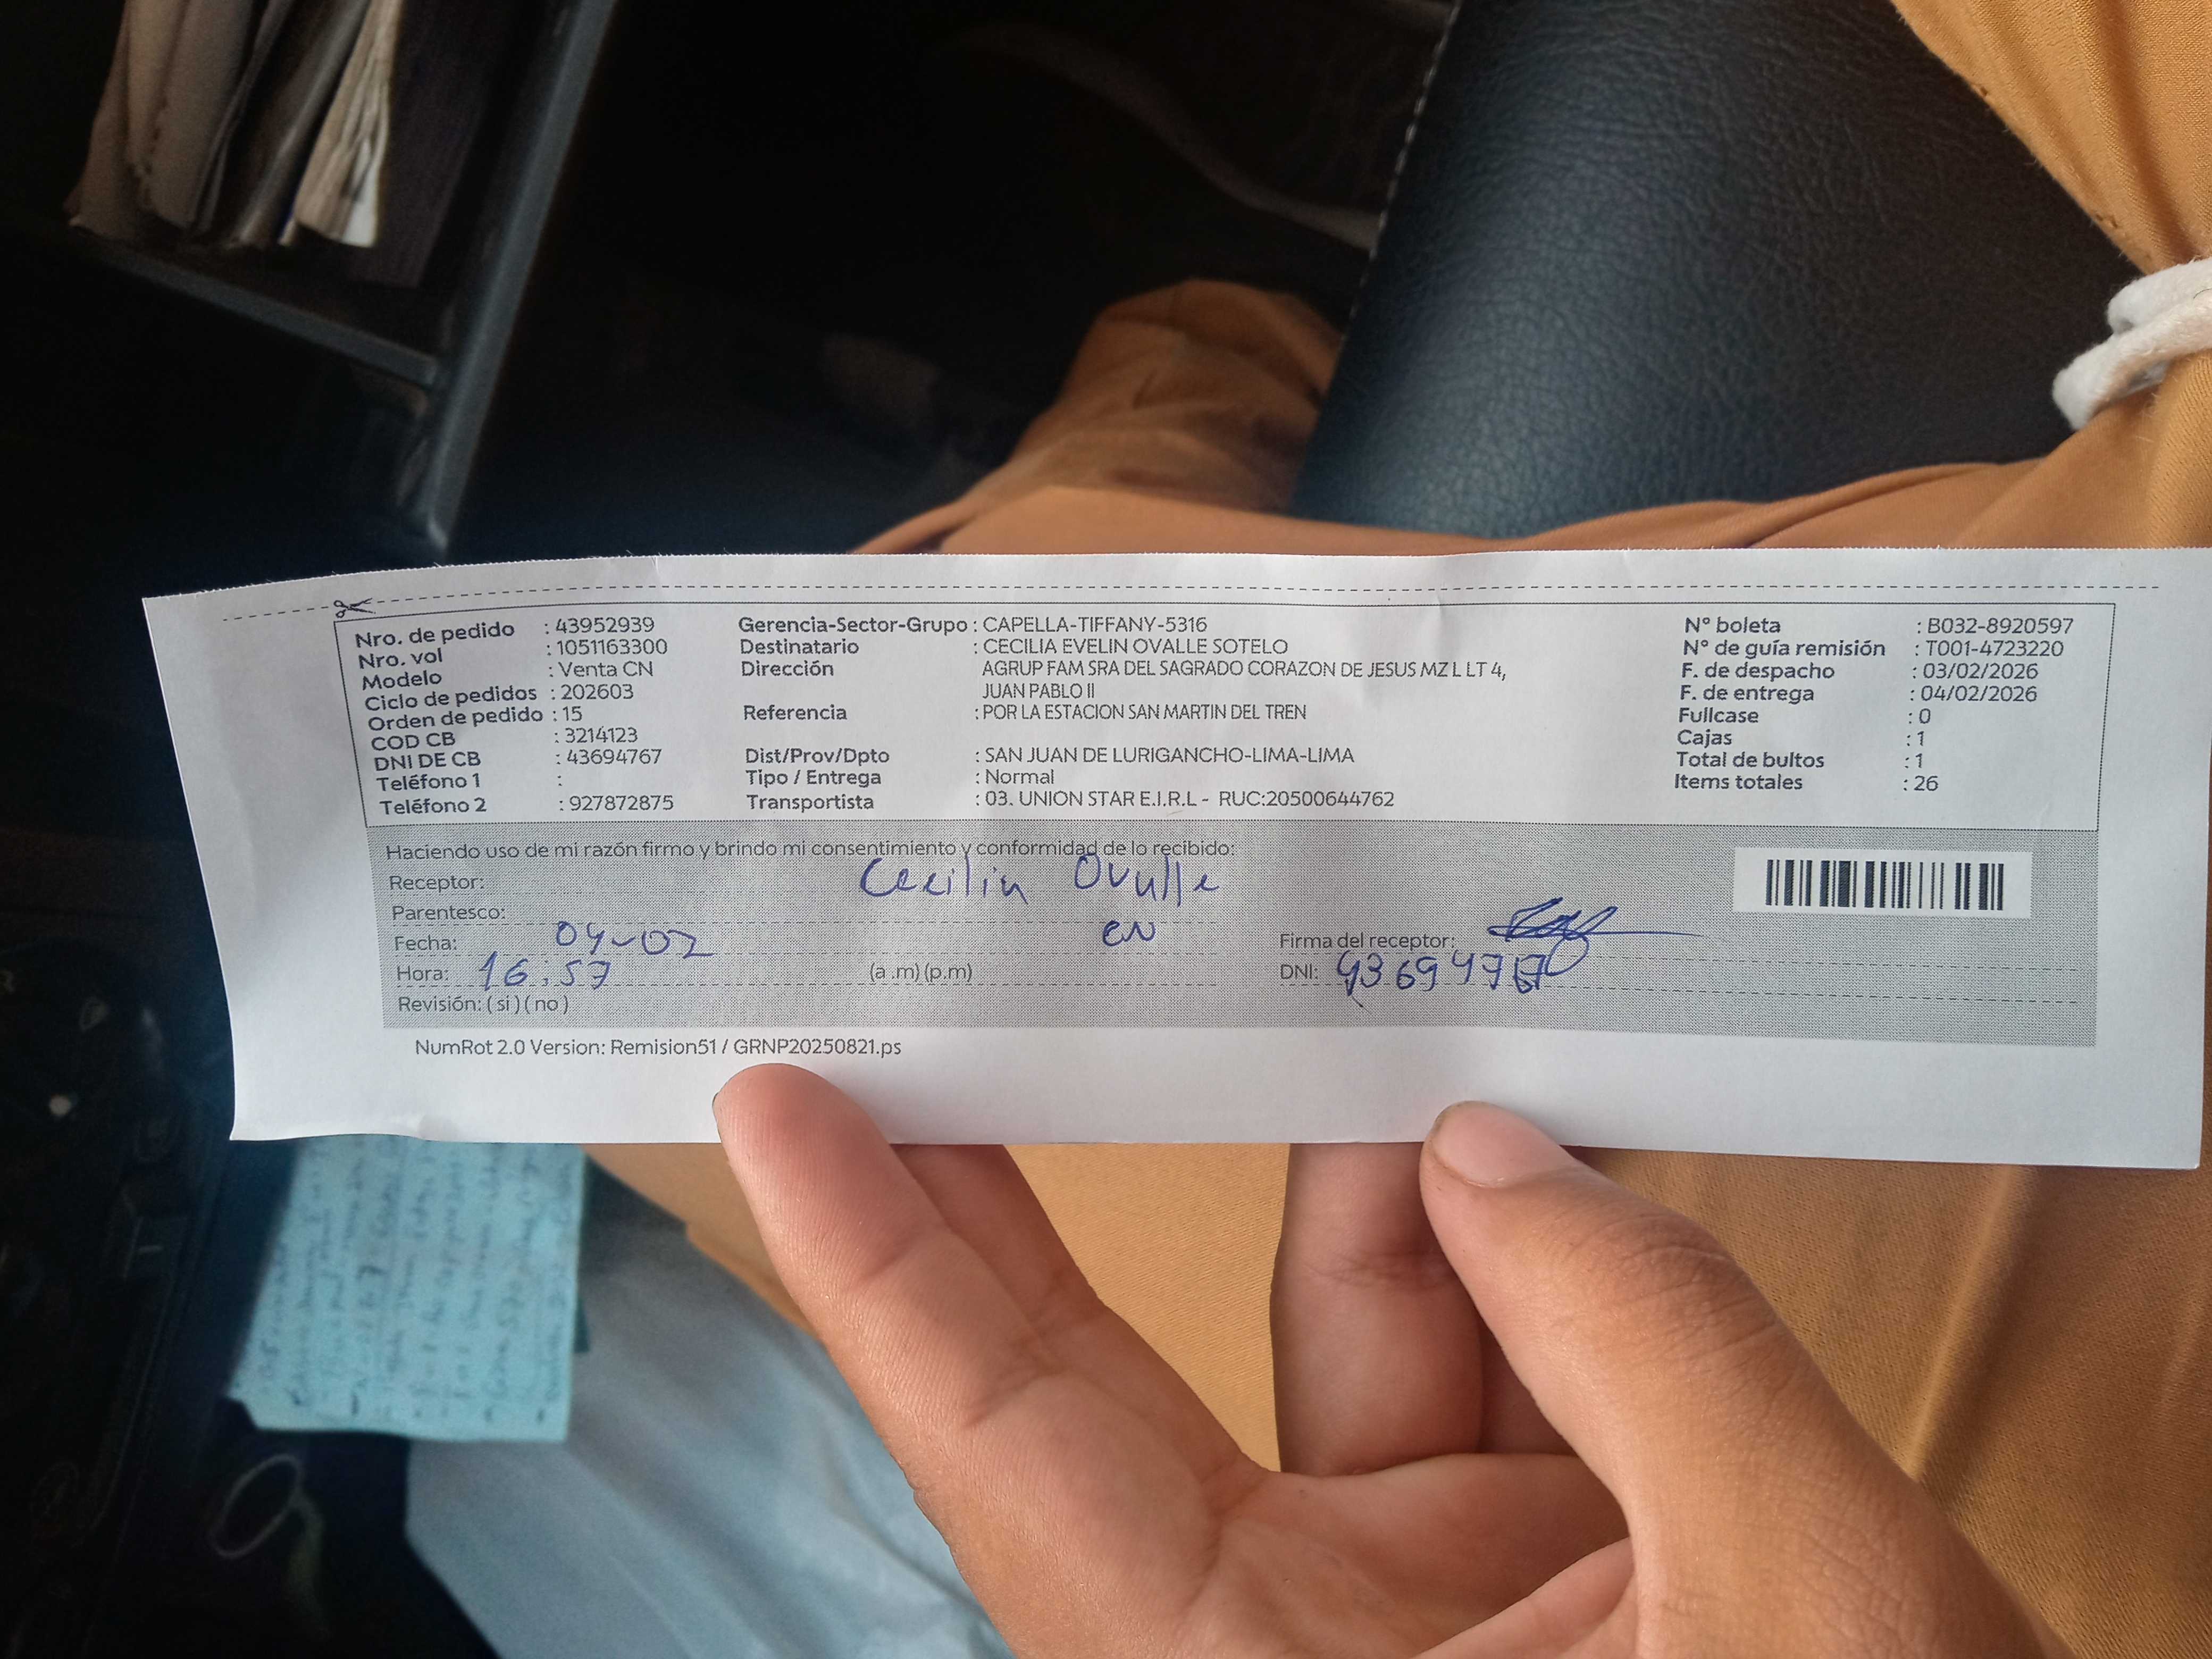 Nro. de pedido : 43952939
Nro. vol : 1051163300
Modelo : Venta CN
Ciclo de pedidos : 202603
Orden de pedido : 15
COD CB : 3214123
DNI DE CB : 43694767
Teléfono 1 :
Teléfono 2 : 927872875
Gerencia-Sector-Grupo : CAPELLA-TIFFANY-5316
Destinatario : CECILIA EVELIN OVALLE SOTELO
Dirección AGRUP FAM SRA DEL SAGRADO CORAZON DE JESUS MZ L LT 4,
JUAN PABLO II
Referencia : POR LA ESTACION SAN MARTIN DEL TREN
Dist/Prov/Dpto : SAN JUAN DE LURIGANCHO-LIMA-LIMA
Tipo / Entrega : Normal
Transportista : 03. UNION STAR E.I.R.L - RUC:20500644762
N° boleta : B032-8920597
N° de guía remisión : T001-4723220
F. de despacho : 03/02/2026
F. de entrega : 04/02/2026
Fullcase : 0
Cajas : 1
Total de bultos : 1
Items totales : 26
Haciendo uso de mi razón firmo y brindo mi consentimiento y conformidad de lo recibido:
Receptor: Cecilia Ovalle
Parentesco:
Fecha: 04-02 en
Hora: 16:57 (a .m) (p.m)
Revisión: ( si ) ( no )
Firma del receptor:
DNI: 43694767
NumRot 2.0 Version: Remision51 / GRNP20250821.ps